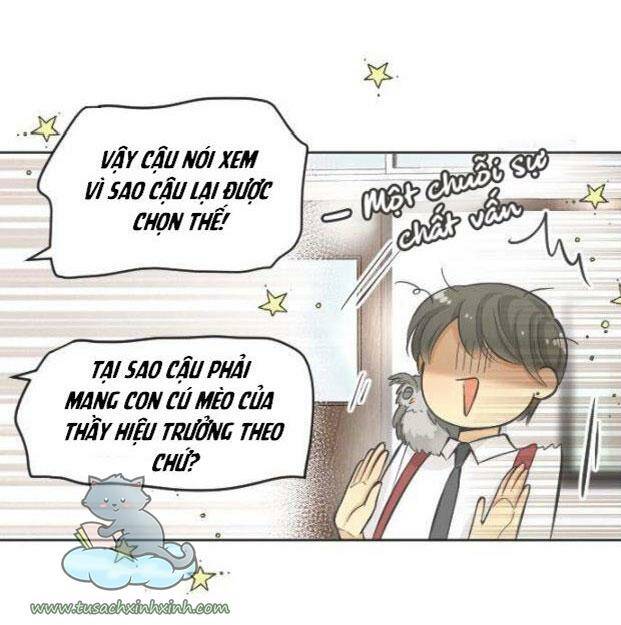 VẬY CẬU NÓI XEM
VÌ SAO CẬU LẠI ĐƯỢC
CHỌN THẾ!
Một chuỗi sự
chất vấn
TẠI SAO CẬU PHẢI
MANG CON CÚ MÈO CỦA
THẦY HIỆU TRƯỞNG THEO
CHỨ?
www.tusachxinhxinh.com